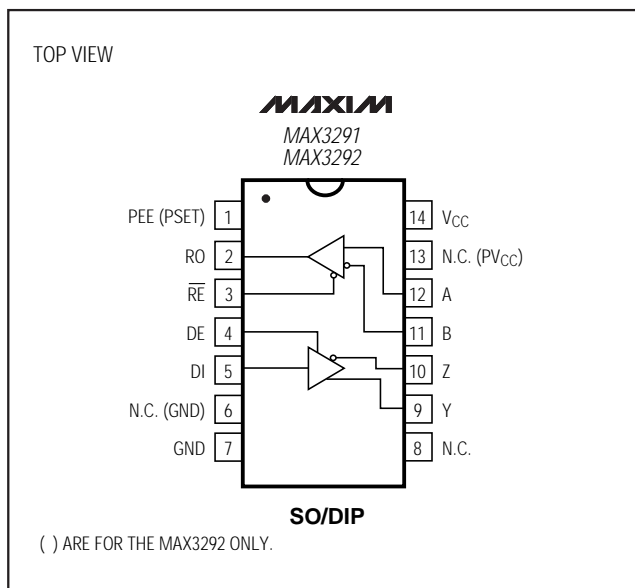 TOP VIEW
MAXIM
MAX3291
MAX3292
PEE (PSET) 1
RO 2
R̅E̅ 3
DE 4
DI 5
N.C. (GND) 6
GND 7
14 VCC
13 N.C. (PVCC)
12 A
11 B
10 Z
9 Y
8 N.C.
SO/DIP
( ) ARE FOR THE MAX3292 ONLY.